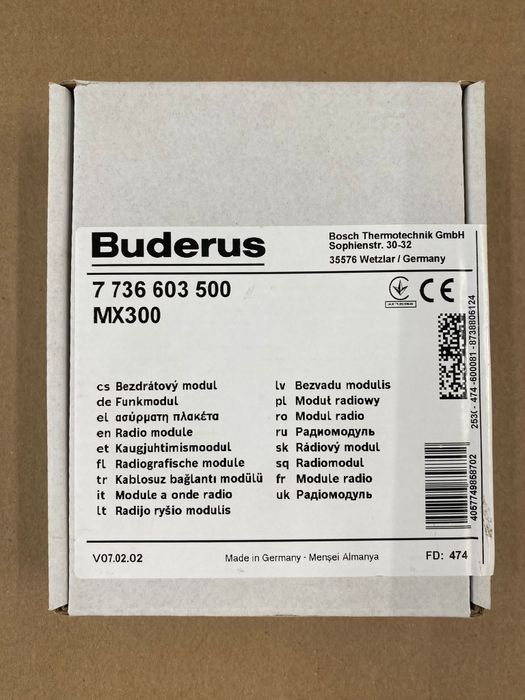 Buderus
Bosch Thermotechnik GmbH
Sophienstr. 30-32
35576 Wetzlar / Germany
7 736 603 500
MX300
CE
cs Bezdrátový modul
de Funkmodul
el ασύρματη πλακέτα
en Radio module
et Kaugjuhtimismoodul
fl Radiografische module
tr Kablosuz bağlantı modülü
it Module a onde radio
lt Radijo ryšio modulis
lv Bezvadu modulis
pl Moduł radiowy
ro Modul radio
ru Радиомодуль
sk Rádiový modul
sq Radiomodul
fr Module radio
uk Радіомодуль
474 -600081 - 8738806124
4057749858702
V07.02.02
Made in Germany - Menşei Almanya
FD: 474